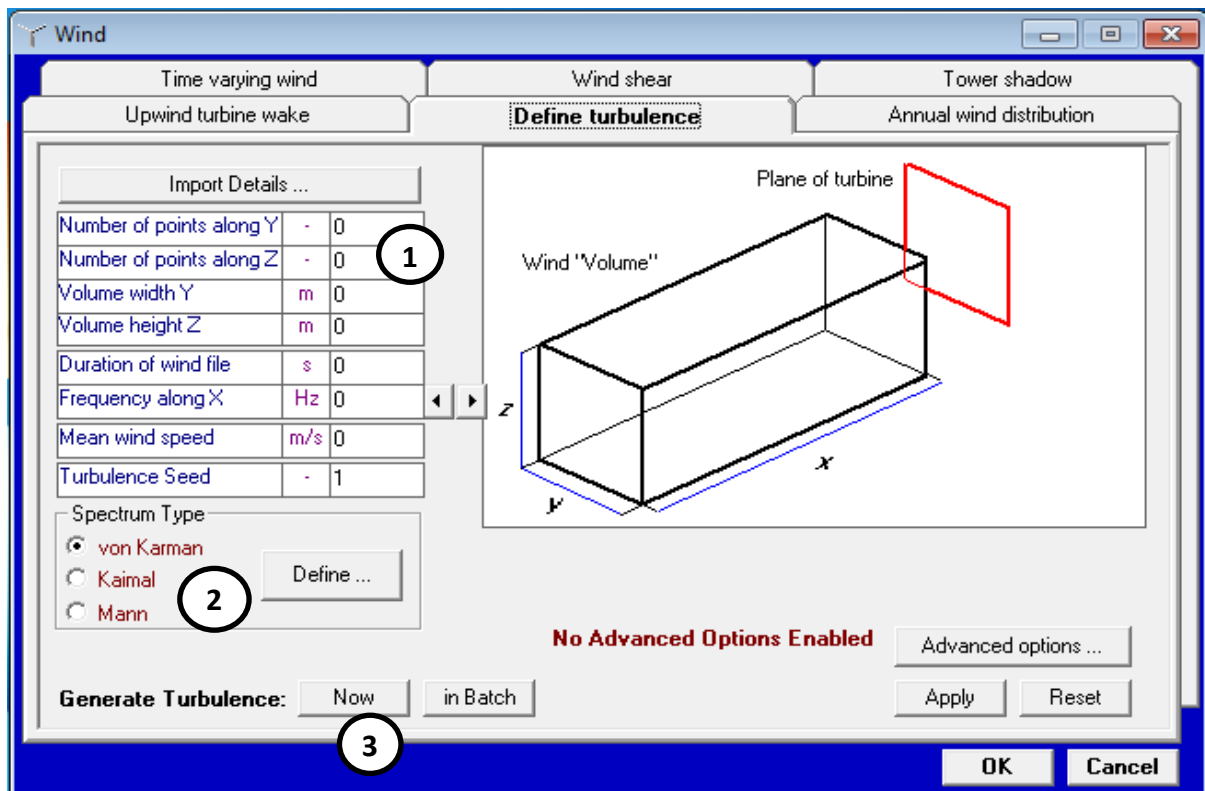 Wind
Time varying wind
Wind shear
Tower shadow
Upwind turbine wake
Define turbulence
Annual wind distribution
Import Details ...
Number of points along Y - 0
Number of points along Z - 0
1
Volume width Y m 0
Volume height Z m 0
Duration of wind file s 0
Frequency along X Hz 0
Mean wind speed m/s 0
Turbulence Seed - 1
Plane of turbine
Wind "Volume"
z
y
x
Spectrum Type
von Karman
Kaimal
Mann
2
Define ...
No Advanced Options Enabled
Advanced options ...
Generate Turbulence:
Now
in Batch
Apply
Reset
3
OK
Cancel